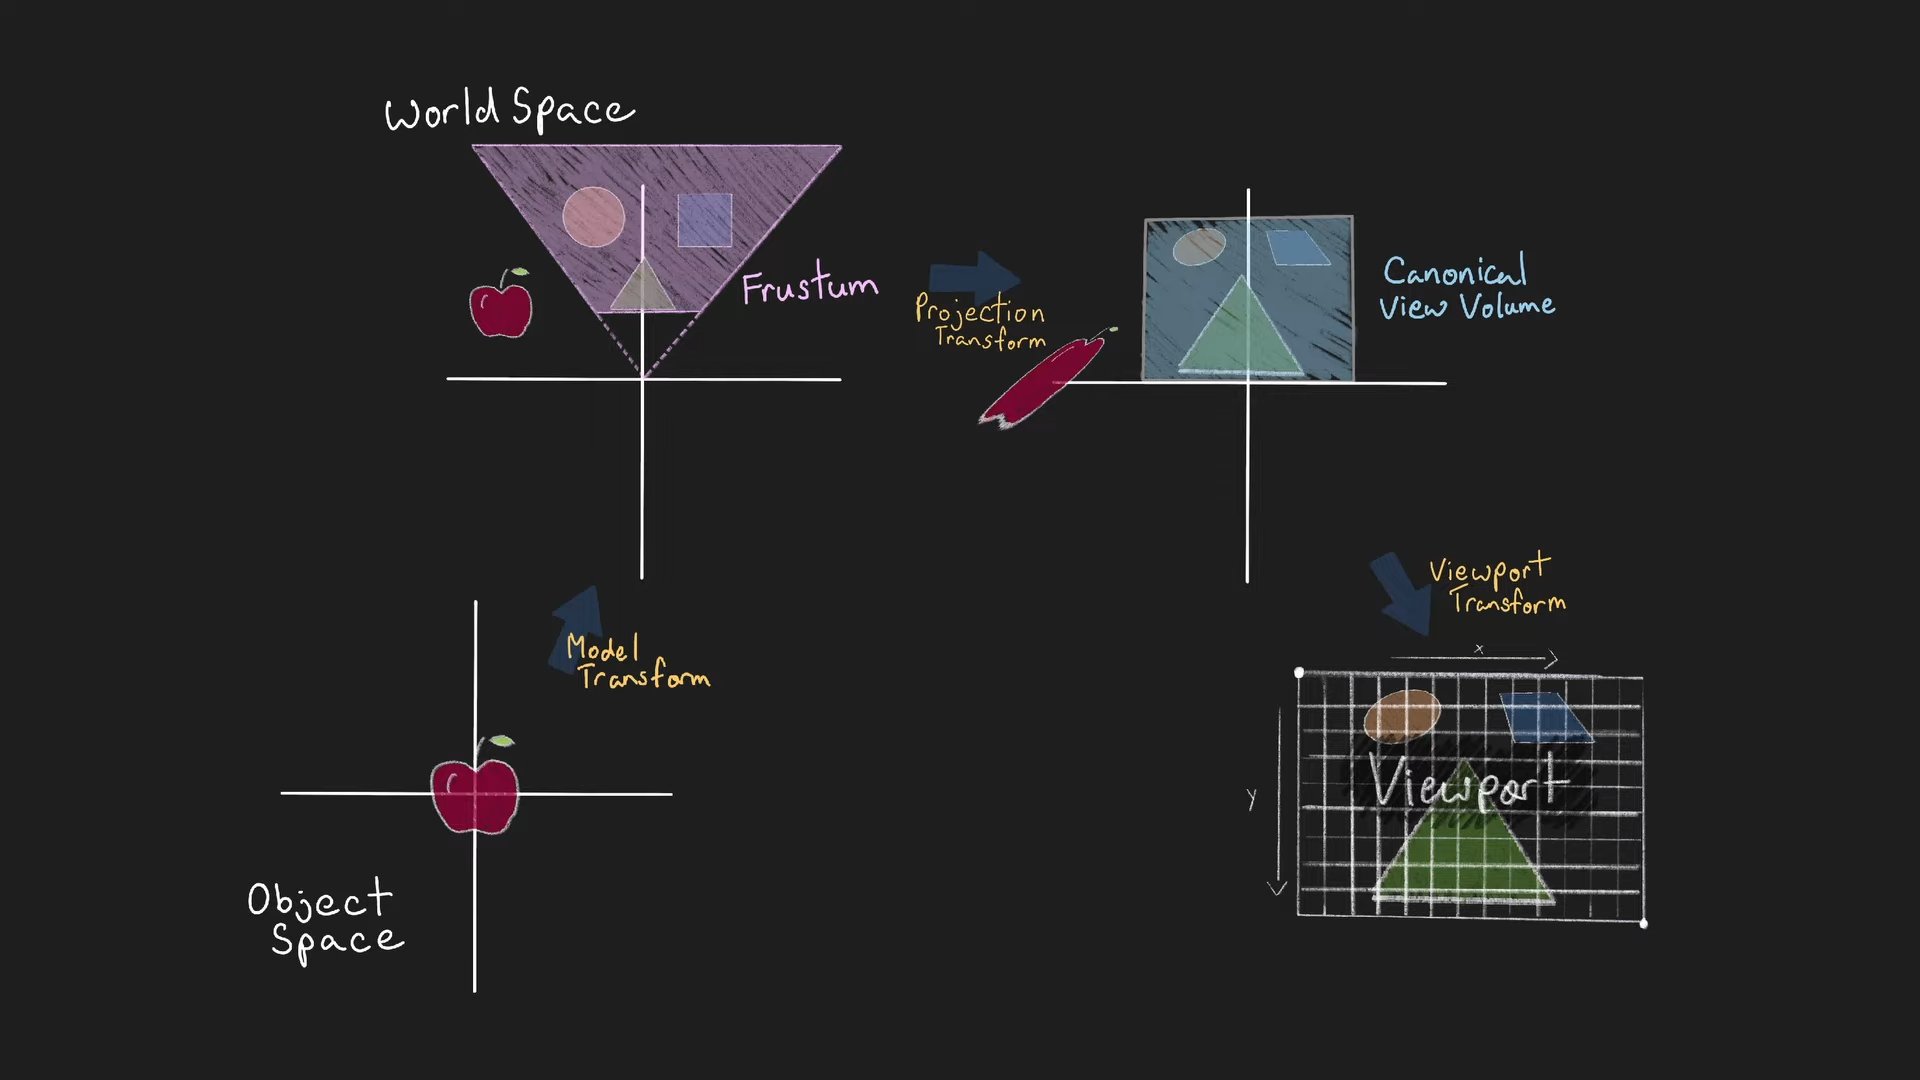 World Space
Frustum
Projection
Transform
Canonical
View Volume
Model
Transform
Object
Space
Viewport
Transform
x
y
Viewport